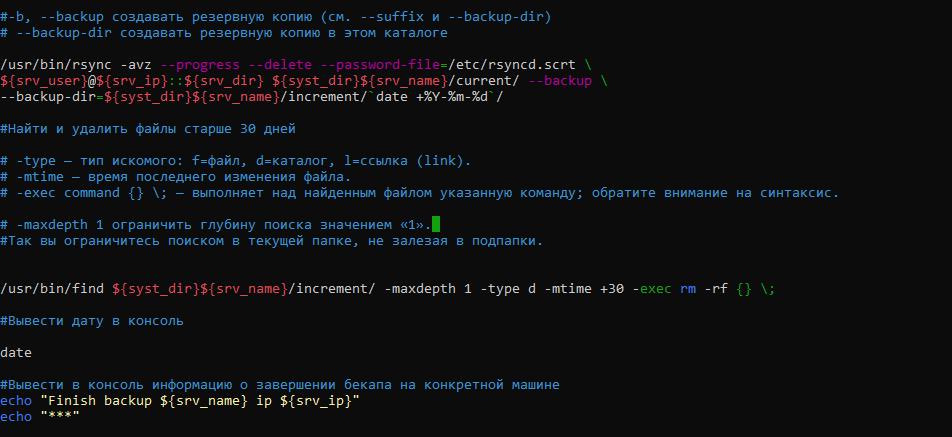 #-b, --backup создавать резервную копию (см. --suffix и --backup-dir)
# --backup-dir создавать резервную копию в этом каталоге
/usr/bin/rsync -avz --progress --delete --password-file=/etc/rsyncd.scrt \
${srv_user}@${srv_ip}::${srv_dir} ${syst_dir}${srv_name}/current/ --backup \
--backup-dir=${syst_dir}${srv_name}/increment/`date +%Y-%m-%d`/
#Найти и удалить файлы старше 30 дней
# -type — тип искомого: f=файл, d=каталог, l=ссылка (link).
# -mtime — время последнего изменения файла.
# -exec command {} \; — выполняет над найденным файлом указанную команду; обратите внимание на синтаксис.
# -maxdepth 1 ограничить глубину поиска значением «1».
#Так вы ограничитесь поиском в текущей папке, не залезая в подпапки.
/usr/bin/find ${syst_dir}${srv_name}/increment/ -maxdepth 1 -type d -mtime +30 -exec rm -rf {} \;
#Вывести дату в консоль
date
#Вывести в консоль информацию о завершении бекапа на конкретной машине
echo "Finish backup ${srv_name} ip ${srv_ip}"
echo "***"